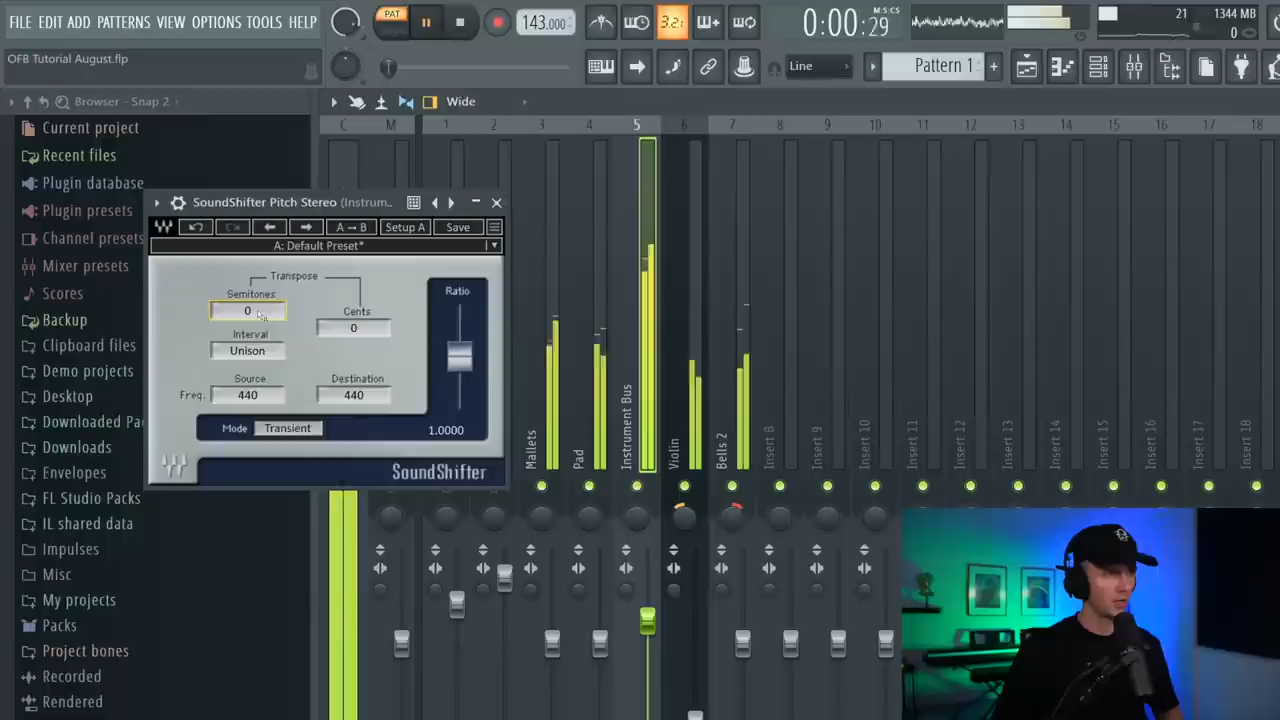 FILE EDIT ADD PATTERNS VIEW OPTIONS TOOLS HELP
PAT
143.000
3.2.
0:00:29
M:S:CS
21
1344 MB
0
OFB Tutorial August.flp
Line
Pattern 1
Browser - Snap 2
Wide
C M 1 2 3 4 5 6 7 8 9 10 11 12 13 14 15 16 17 18
Current project
Recent files
Plugin database
Plugin presets
Channel presets
Mixer presets
Scores
Backup
Clipboard files
Demo projects
Desktop
Downloaded Pa
Downloads
Envelopes
FL Studio Packs
IL shared data
Impulses
Misc
My projects
Packs
Project bones
Recorded
Rendered
SoundShifter Pitch Stereo (Instrum..
A → B
Setup A
Save
A: Default Preset*
Transpose
Semitones
0
Cents
0
Interval
Unison
Source
Destination
Freq.
440
440
Ratio
Mode
Transient
1.0000
SoundShifter
Mallets
Pad
Instrument Bus
Violin
Bells 2
Insert 8
Insert 9
Insert 10
Insert 11
Insert 12
Insert 13
Insert 14
Insert 15
Insert 16
Insert 17
Insert 18